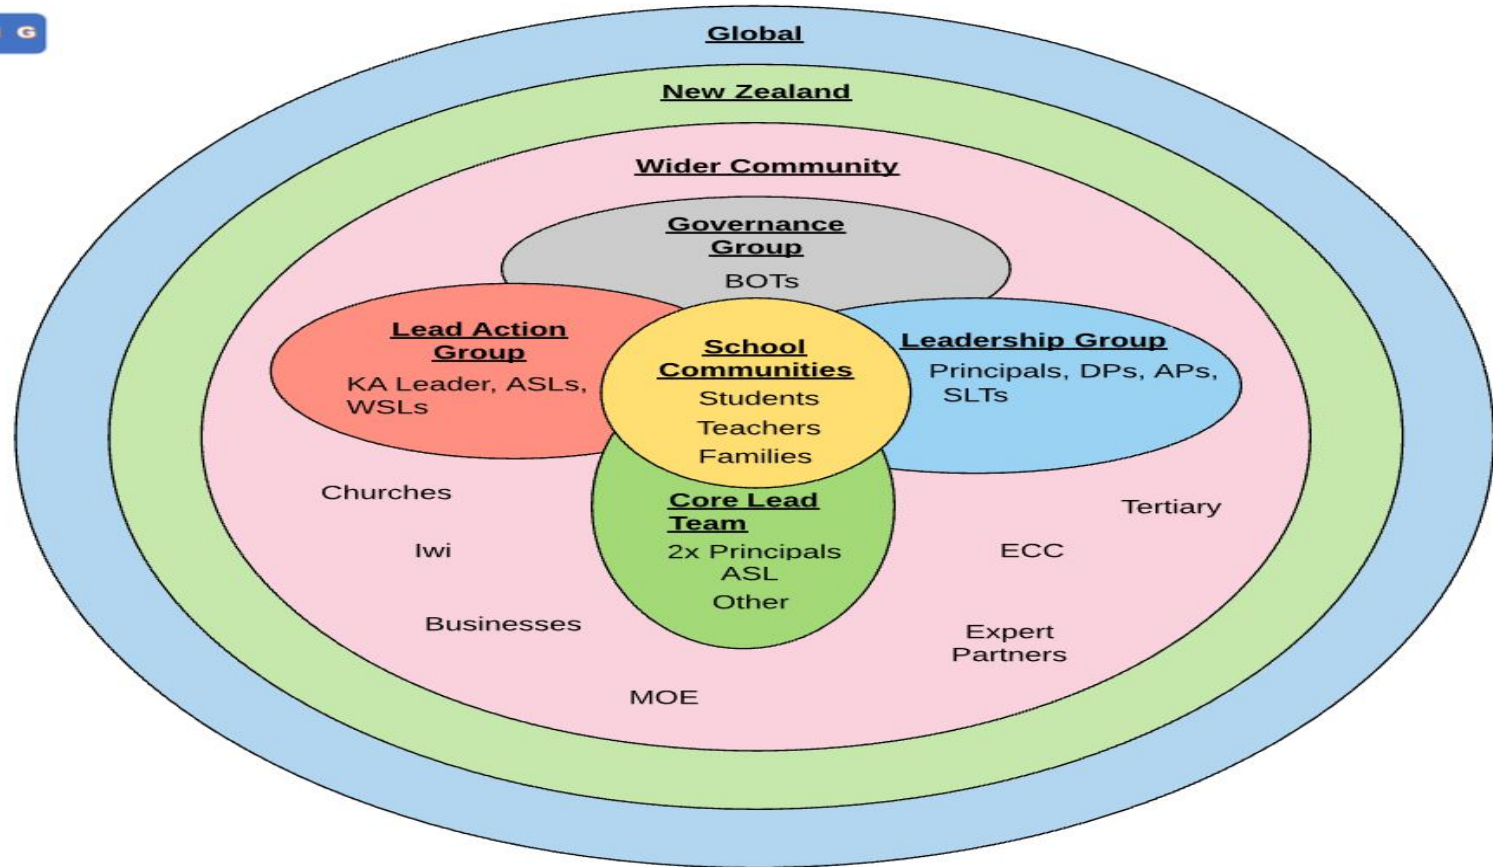 G
Global
New Zealand
Wider Community
Governance
Group
BOTs
Lead Action
Group
KA Leader, ASLs,
WSLs
School
Communities
Students
Teachers
Families
Leadership Group
Principals, DPs, APs,
SLTs
Core Lead
Team
2x Principals
ASL
Other
Churches
Iwi
Businesses
MOE
Tertiary
ECC
Expert
Partners